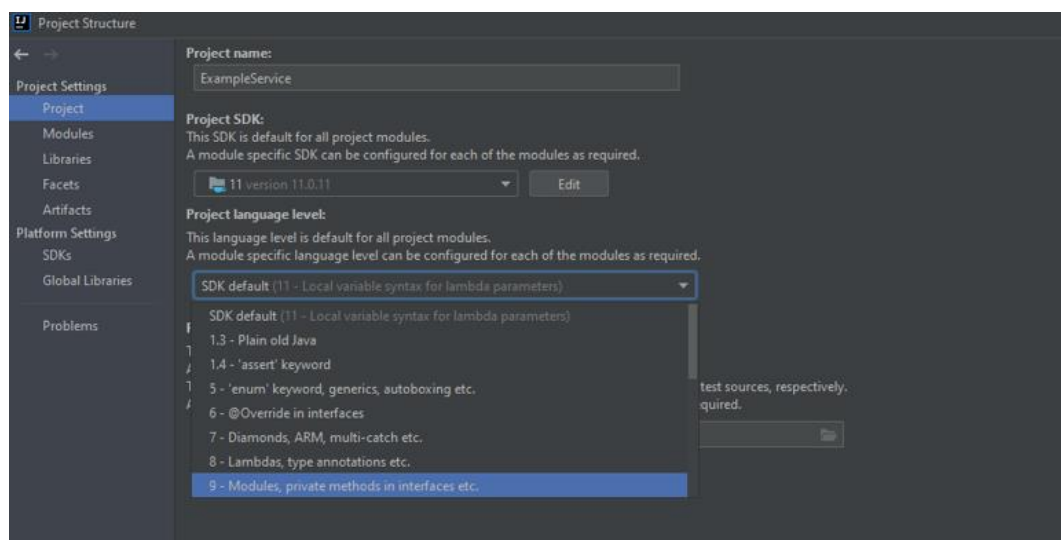 Project Structure
Project Settings
Project
Modules
Libraries
Facets
Artifacts
Platform Settings
SDKs
Global Libraries
Problems
Project name:
ExampleService
Project SDK:
This SDK is default for all project modules.
A module specific SDK can be configured for each of the modules as required.
11 version 11.0.11
Edit
Project language level:
This language level is default for all project modules.
A module specific language level can be configured for each of the modules as required.
SDK default (11 - Local variable syntax for lambda parameters)
SDK default (11 - Local variable syntax for lambda parameters)
1.3 - Plain old Java
1.4 - 'assert' keyword
5 - 'enum' keyword, generics, autoboxing etc.
6 - @Override in interfaces
7 - Diamonds, ARM, multi-catch etc.
8 - Lambdas, type annotations etc.
9 - Modules, private methods in interfaces etc.
test sources, respectively.